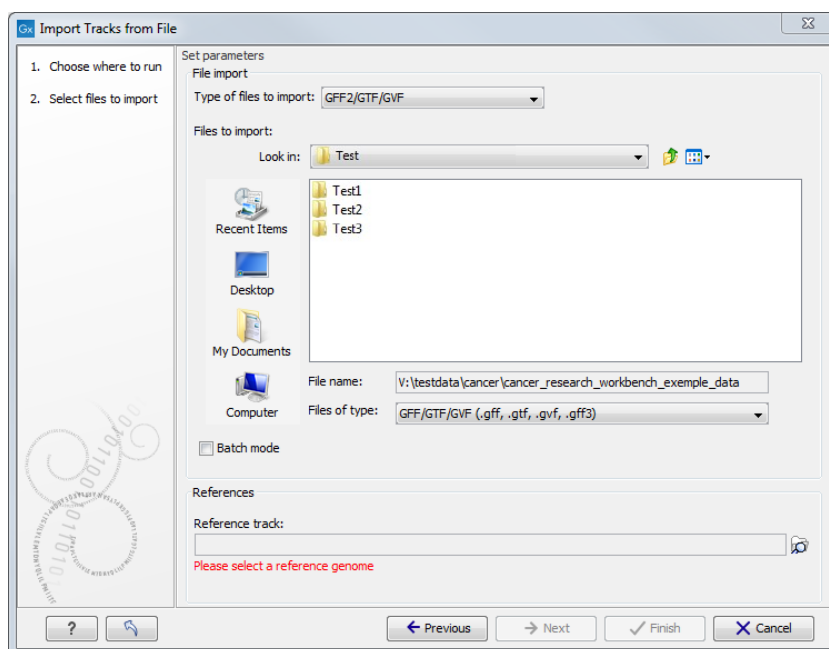 Gx Import Tracks from File
1. Choose where to run
2. Select files to import
Set parameters
File import
Type of files to import: GFF2/GTF/GVF
Files to import:
Look in: Test
Test1
Test2
Test3
Recent Items
Desktop
My Documents
Computer
File name: V:\testdata\cancer\cancer_research_workbench_exemple_data
Files of type: GFF/GTF/GVF (.gff, .gtf, .gvf, .gff3)
Batch mode
References
Reference track:
Please select a reference genome
? Previous Next Finish Cancel